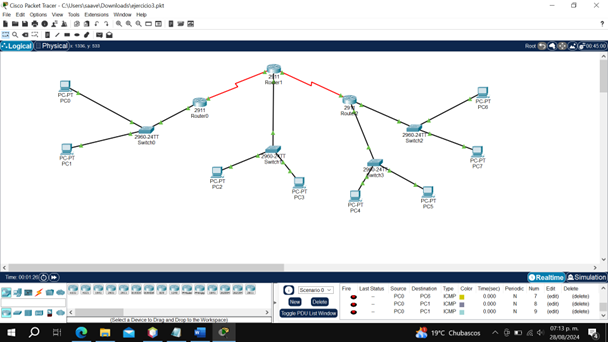 Cisco Packet Tracer - C:\Users\saave\Downloads\ejercicio3.pkt
File Edit Options View Tools Extensions Window Help
Logical Physical x: 1336, y: 533 Root 00:45:00
PC-PT
PC0
2911
Router0
2911
Router1
PC-PT
PC1
2960-24TT
Switch0
2960-24TT
PC-PT
PC2
PC-PT
PC3
PC-PT
PC6
2960-24TT
Switch2
PC-PT
PC7
2960-24TT
Switch3
PC-PT
PC4
PC-PT
PC5
Time: 00:01:26
Realtime Simulation
Scenario 0
New Delete
Toggle PDU List Window
Fire Last Status Source Destination Type Color Time(sec) Periodic Num Edit Delete
-- PC0 PC6 ICMP 0.000 N 7 (edit) (delete)
-- PC0 PC1 ICMP 0.000 N 8 (edit) (delete)
-- PC0 PC1 ICMP 0.000 N 9 (edit) (delete)
(Select a Device to Drag and Drop to the Workspace)
19°C Chubascos
07:13 p. m.
28/08/2024